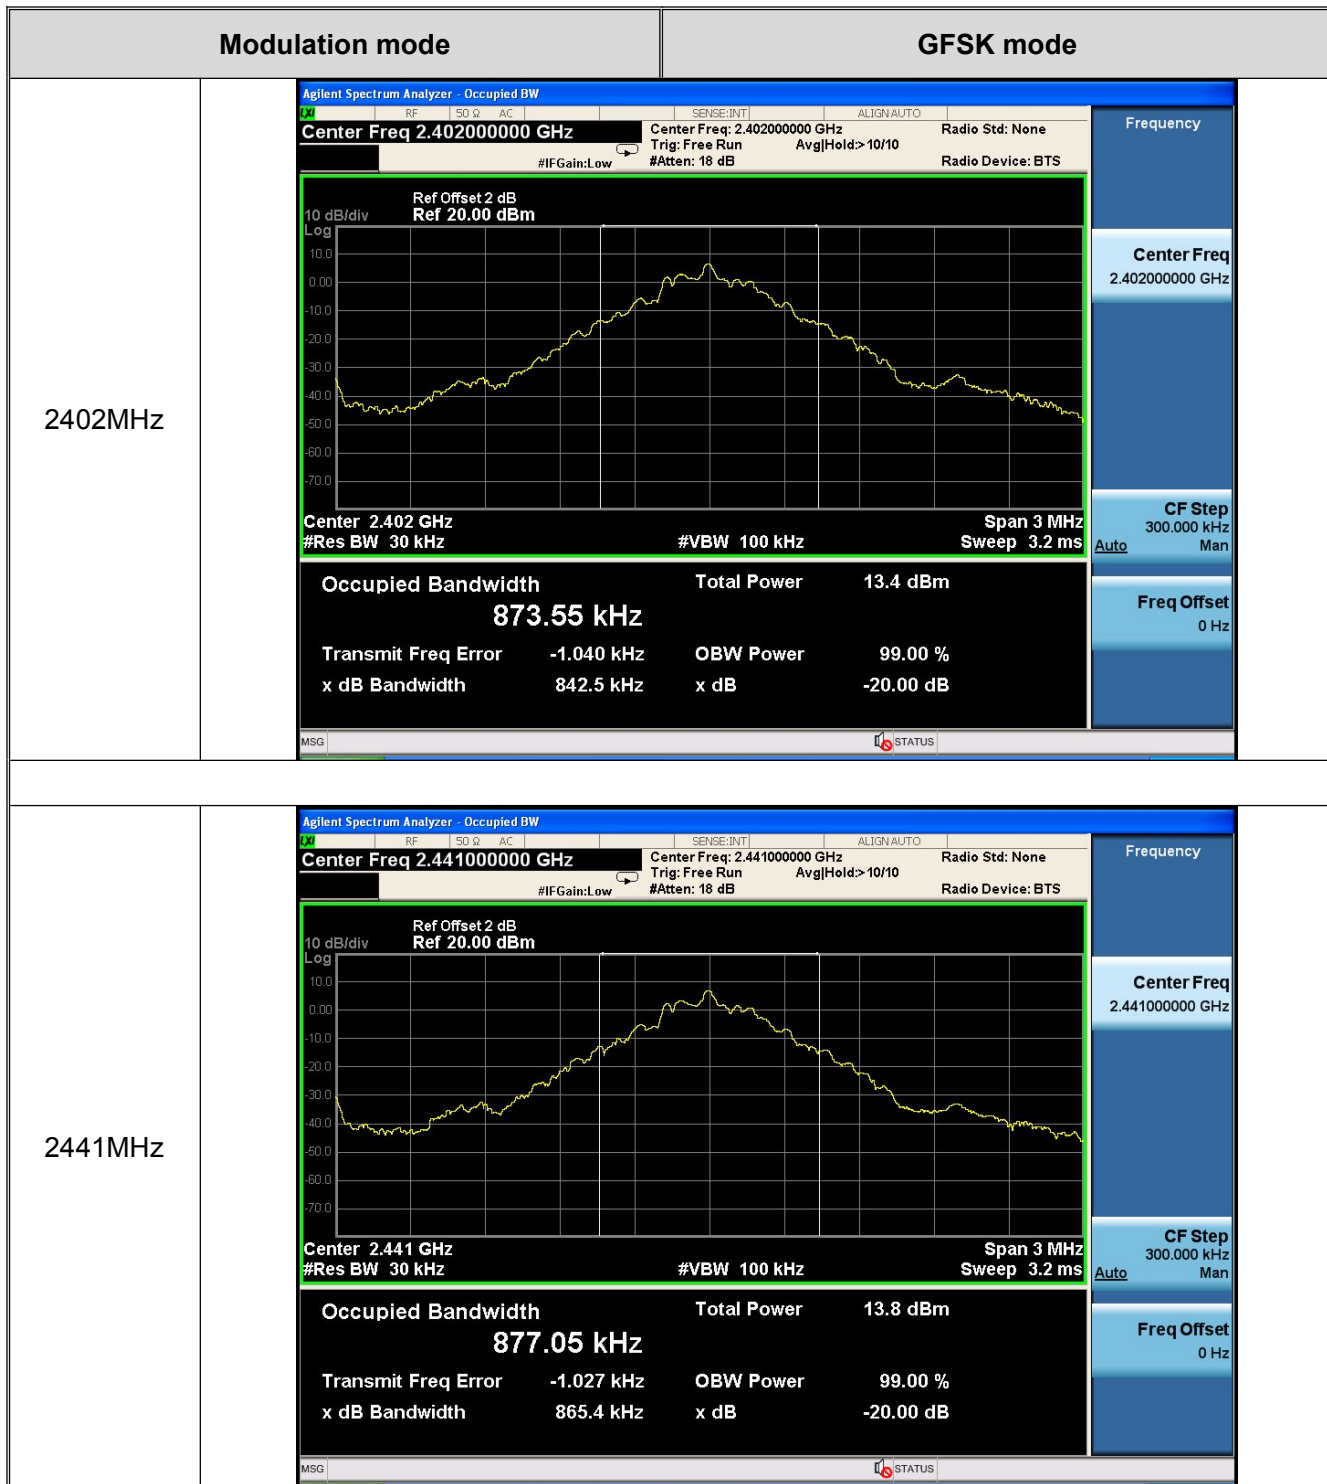 Modulation mode GFSK mode
2402MHz
Agilent Spectrum Analyzer - Occupied BW
LXI RF 50 Ω AC SENSE:INT ALIGN AUTO
Center Freq 2.402000000 GHz
Center Freq: 2.402000000 GHz Radio Std: None
Trig: Free Run Avg|Hold:>10/10
#IFGain:Low #Atten: 18 dB Radio Device: BTS
Ref Offset 2 dB
10 dB/div Ref 20.00 dBm
Log
10.0
0.00
-10.0
-20.0
-30.0
-40.0
-50.0
-60.0
-70.0
Center 2.402 GHz Span 3 MHz
#Res BW 30 kHz #VBW 100 kHz Sweep 3.2 ms
Occupied Bandwidth Total Power 13.4 dBm
873.55 kHz
Transmit Freq Error -1.040 kHz OBW Power 99.00 %
x dB Bandwidth 842.5 kHz x dB -20.00 dB
MSG STATUS
Frequency
Center Freq
2.402000000 GHz
CF Step
300.000 kHz
Auto Man
Freq Offset
0 Hz
2441MHz
Agilent Spectrum Analyzer - Occupied BW
LXI RF 50 Ω AC SENSE:INT ALIGN AUTO
Center Freq 2.441000000 GHz
Center Freq: 2.441000000 GHz Radio Std: None
Trig: Free Run Avg|Hold:>10/10
#IFGain:Low #Atten: 18 dB Radio Device: BTS
Ref Offset 2 dB
10 dB/div Ref 20.00 dBm
Log
10.0
0.00
-10.0
-20.0
-30.0
-40.0
-50.0
-60.0
-70.0
Center 2.441 GHz Span 3 MHz
#Res BW 30 kHz #VBW 100 kHz Sweep 3.2 ms
Occupied Bandwidth Total Power 13.8 dBm
877.05 kHz
Transmit Freq Error -1.027 kHz OBW Power 99.00 %
x dB Bandwidth 865.4 kHz x dB -20.00 dB
MSG STATUS
Frequency
Center Freq
2.441000000 GHz
CF Step
300.000 kHz
Auto Man
Freq Offset
0 Hz